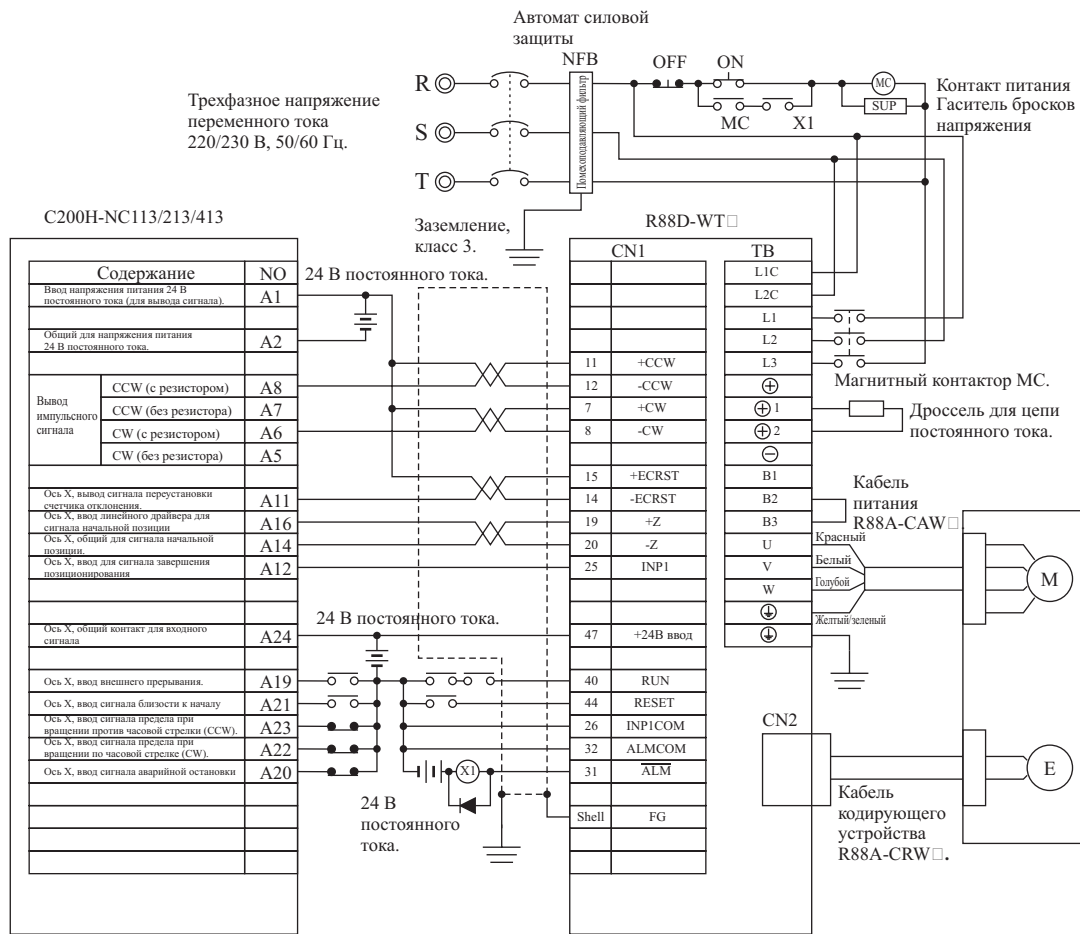 Автомат силовой
защиты
NFB
OFF
ON
R
S
T
Трехфазное напряжение
переменного тока
220/230 В, 50/60 Гц.
Помехоподавляющий фильтр
MC
X1
MC
SUP
Контакт питания
Гаситель бросков
напряжения
Заземление,
класс 3.
C200H-NC113/213/413
R88D-WT□
Содержание
NO
24 В постоянного тока.
Ввод напряжения питания 24 В
постоянного тока (для вывода сигнала).
A1
Общий для напряжения питания
24 В постоянного тока.
A2
Вывод
импульсного
сигнала
CCW (с резистором)
A8
CCW (без резистора)
A7
CW (с резистором)
A6
CW (без резистора)
A5
Ось X, вывод сигнала переустановки
счетчика отклонения.
A11
Ось X, ввод линейного драйвера для
сигнала начальной позиции
A16
Ось X, общий для сигнала начальной
позиции.
A14
Ось X, ввод для сигнала завершения
позиционирования
A12
24 В постоянного тока.
Ось X, общий контакт для входного
сигнала
A24
Ось X, ввод внешнего прерывания.
A19
Ось X, ввод сигнала близости к началу
A21
Ось X, ввод сигнала предела при
вращении против часовой стрелки (CCW).
A23
Ось X, ввод сигнала предела при
вращении по часовой стрелке (CW).
A22
Ось X, ввод сигнала аварийной остановки
A20
X1
24 В
постоянного
тока.
CN1
11 +CCW
12 -CCW
7 +CW
8 -CW
15 +ECRST
14 -ECRST
19 +Z
20 -Z
25 INP1
47 +24В ввод
40 RUN
44 RESET
26 INP1COM
32 ALMCOM
31 ALM
Shell FG
TB
L1C
L2C
L1
L2
L3
⊕
⊕ 1
⊕ 2
⊖
B1
B2
B3
U
V
W
Магнитный контактор MC.
Дроссель для цепи
постоянного тока.
Кабель
питания
R88A-CAW□.
Красный
Белый
Голубой
Желтый/зеленый
M
CN2
E
Кабель
кодирующего
устройства
R88A-CRW□.